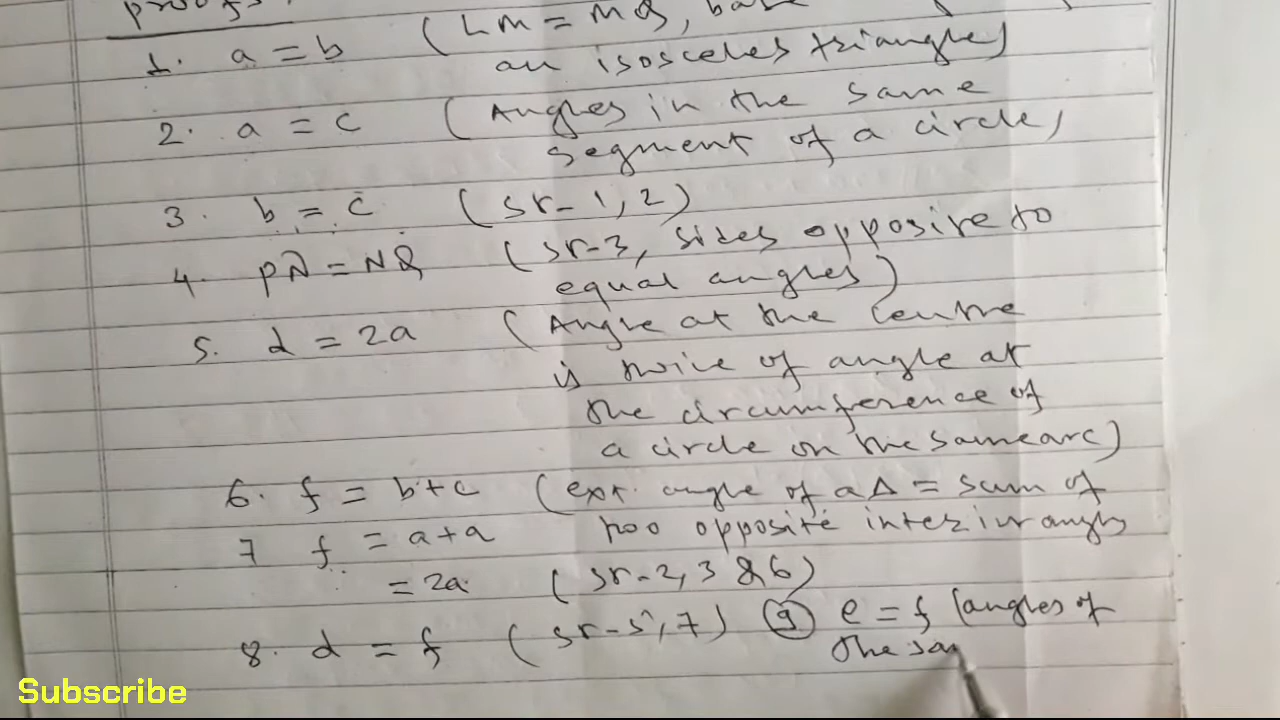 proofs:
1. a = b (LM = MQ, base
an isosceles triangle)
2. a = c (Angles in the same
segment of a circle)
3. b = c (sr-1, 2)
4. PN = NQ (sr-3, sides opposite to
equal angles)
5. d = 2a (Angle at the centre
is twice of angle at
the circumference of
a circle on the same arc)
6. f = b+c (ext. angle of a Δ = sum of
7 f = a+a two opposite interior angles
= 2a (sr-2, 3 & 6)
8. d = f (sr-5, 7) 9 e = f (angles of
the sam
Subscribe